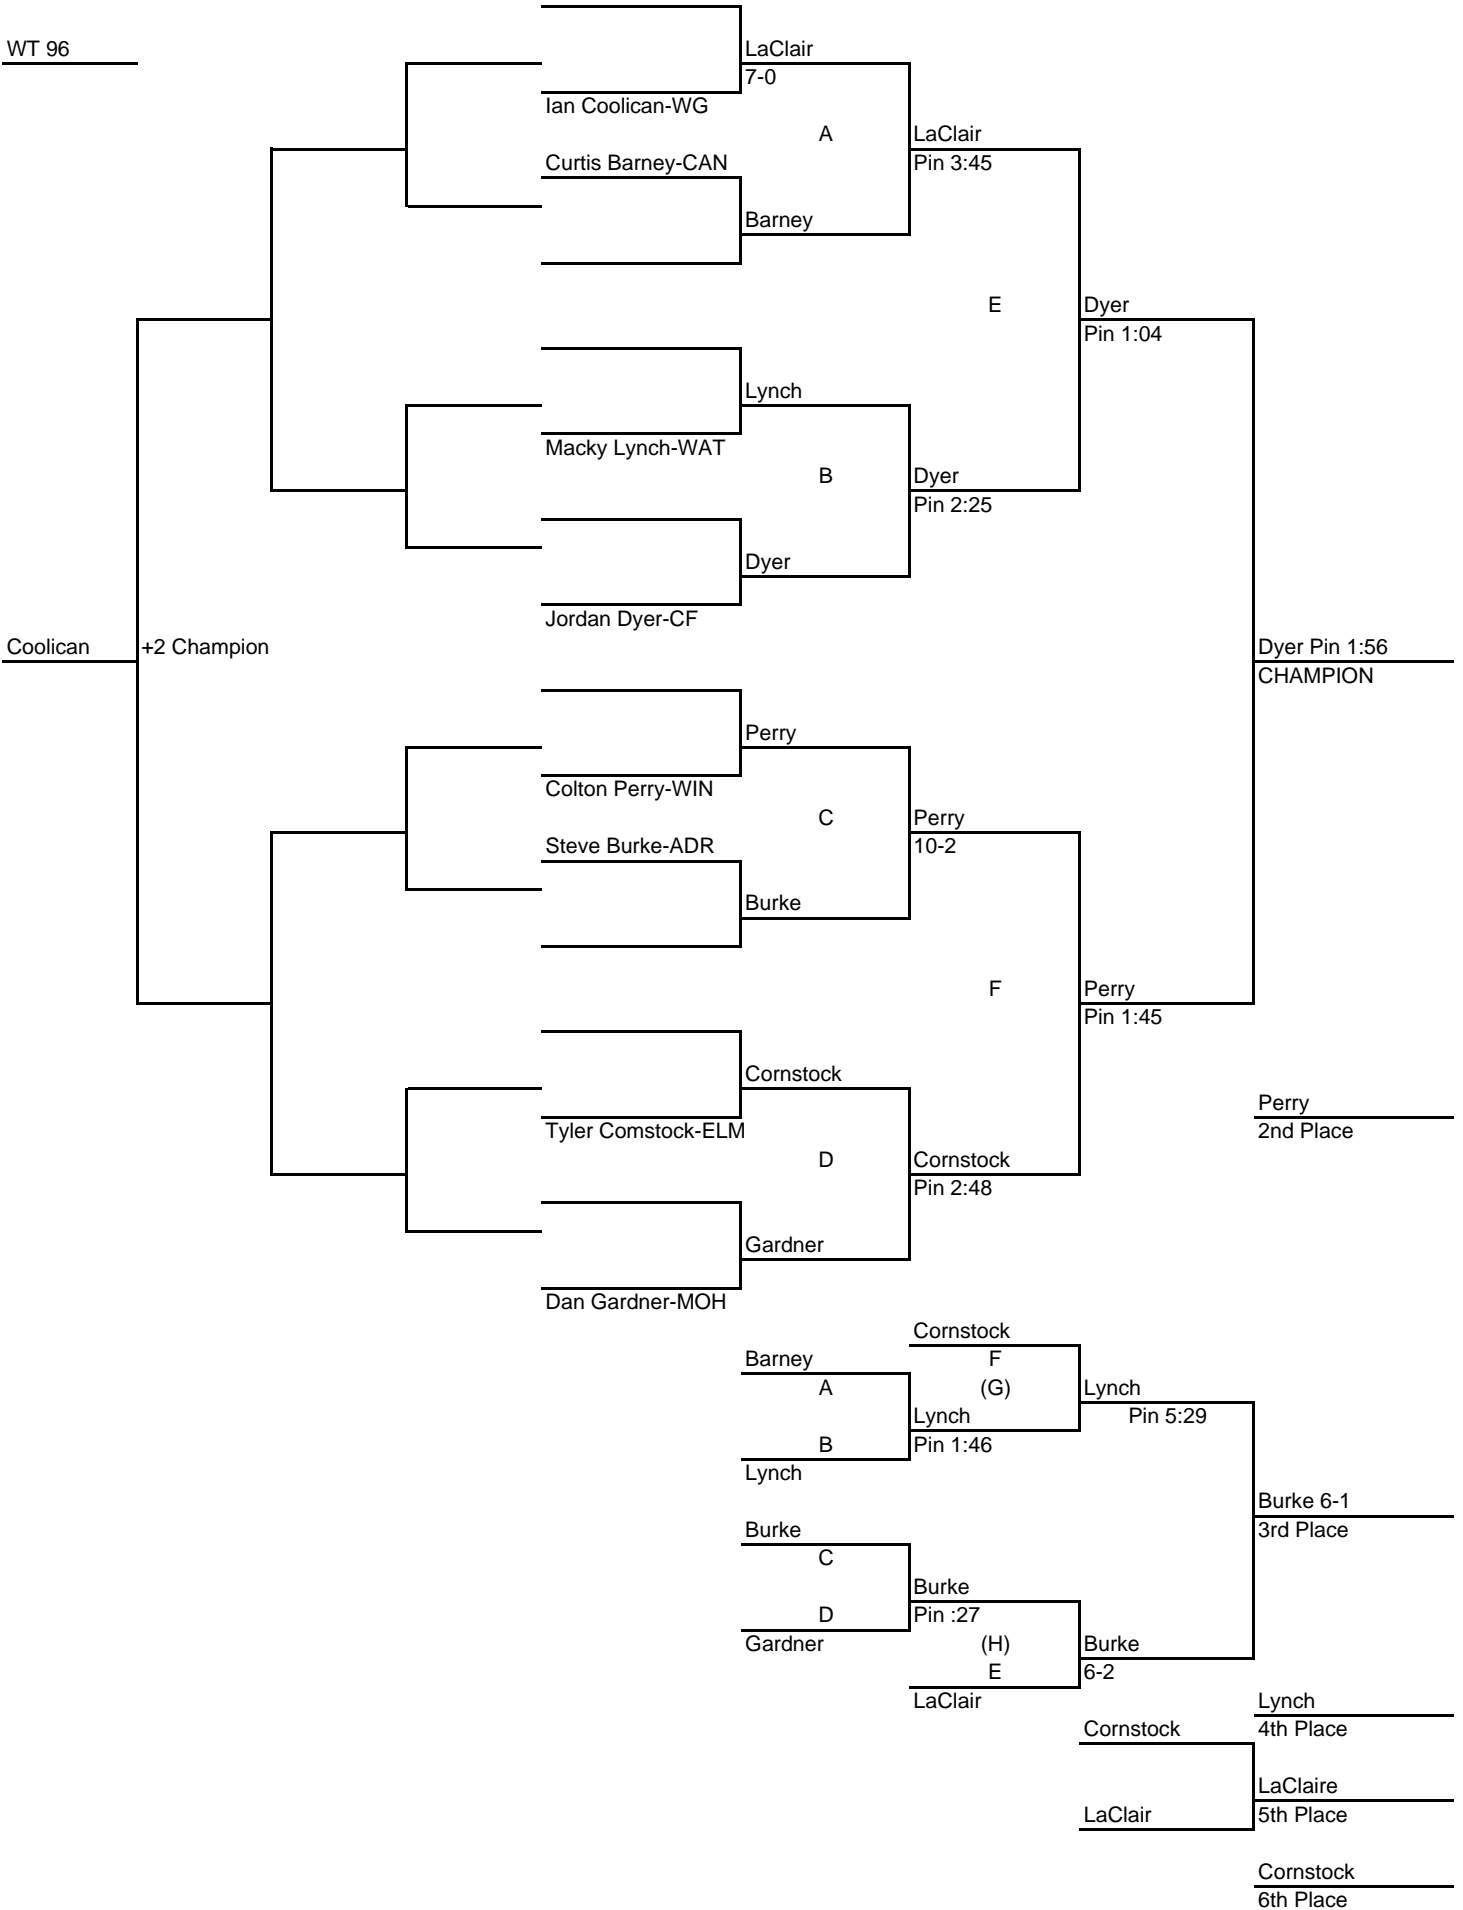 WT 96
LaClair
7-0
Ian Coolican-WG
A
LaClair
Curtis Barney-CAN
Pin 3:45
Barney
E
Dyer
Pin 1:04
Lynch
Macky Lynch-WAT
B
Dyer
Pin 2:25
Dyer
Jordan Dyer-CF
Coolican
+2 Champion
Dyer Pin 1:56
CHAMPION
Perry
Colton Perry-WIN
C
Perry
Steve Burke-ADR
10-2
Burke
F
Perry
Pin 1:45
Cornstock
Perry
Tyler Comstock-ELM
2nd Place
D
Cornstock
Pin 2:48
Gardner
Dan Gardner-MOH
Cornstock
Barney
F
A
(G)
Lynch
Lynch
Pin 5:29
B
Pin 1:46
Lynch
Burke 6-1
Burke
3rd Place
C
Burke
D
Pin :27
Gardner
(H)
Burke
E
6-2
LaClair
Lynch
Cornstock
4th Place
LaClaire
LaClair
5th Place
Cornstock
6th Place